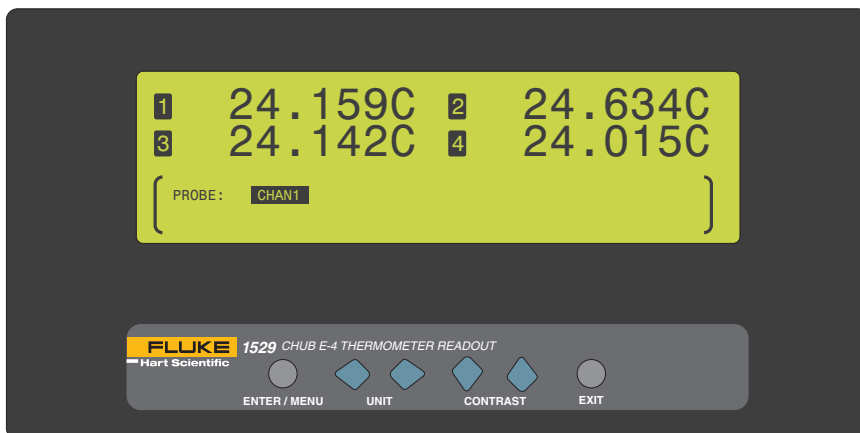 1 24.159C 2 24.634C
3 24.142C 4 24.015C
PROBE: CHAN1
FLUKE 1529 CHUB E-4 THERMOMETER READOUT
Hart Scientific
ENTER / MENU UNIT CONTRAST EXIT